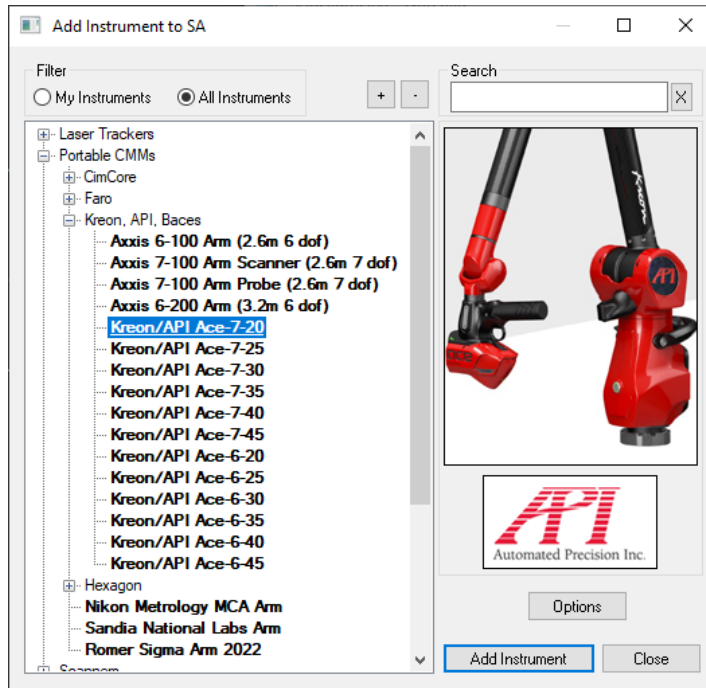 Add Instrument to SA
Filter
My Instruments
All Instruments
+
-
Search
X
Laser Trackers
Portable CMMs
CimCore
Faro
Kreon, API, Baces
Axxis 6-100 Arm (2.6m 6 dof)
Axxis 7-100 Arm Scanner (2.6m 7 dof)
Axxis 7-100 Arm Probe (2.6m 7 dof)
Axxis 6-200 Arm (3.2m 6 dof)
Kreon/API Ace-7-20
Kreon/API Ace-7-25
Kreon/API Ace-7-30
Kreon/API Ace-7-35
Kreon/API Ace-7-40
Kreon/API Ace-7-45
Kreon/API Ace-6-20
Kreon/API Ace-6-25
Kreon/API Ace-6-30
Kreon/API Ace-6-35
Kreon/API Ace-6-40
Kreon/API Ace-6-45
Hexagon
Nikon Metrology MCA Arm
Sandia National Labs Arm
Romer Sigma Arm 2022
Scanners
Kreon
API
API
Automated Precision Inc.
Options
Add Instrument
Close